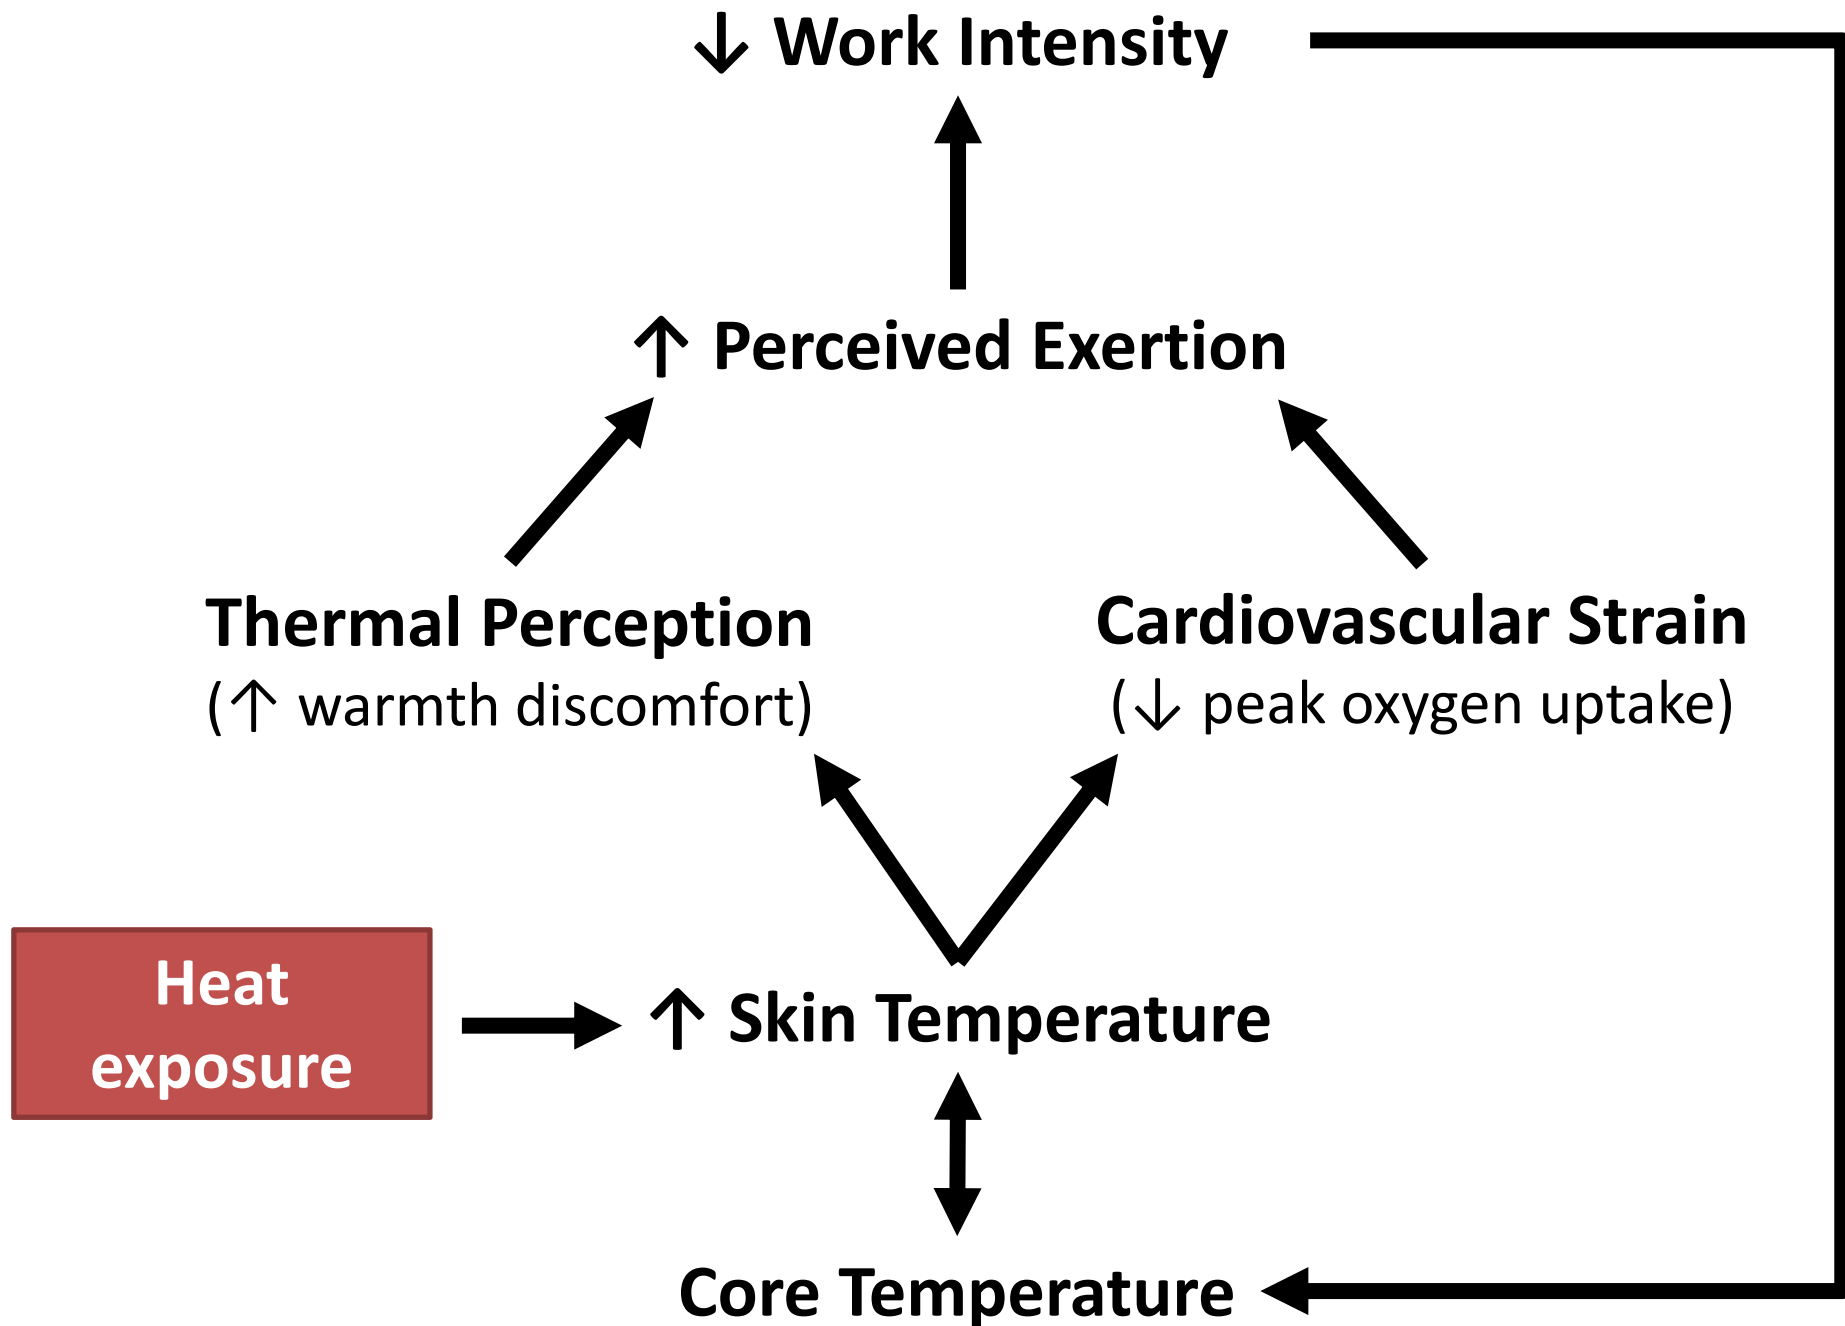 ↓ Work Intensity
↑ Perceived Exertion
Thermal Perception
(↑ warmth discomfort)
Cardiovascular Strain
(↓ peak oxygen uptake)
Heat
exposure
↑ Skin Temperature
Core Temperature